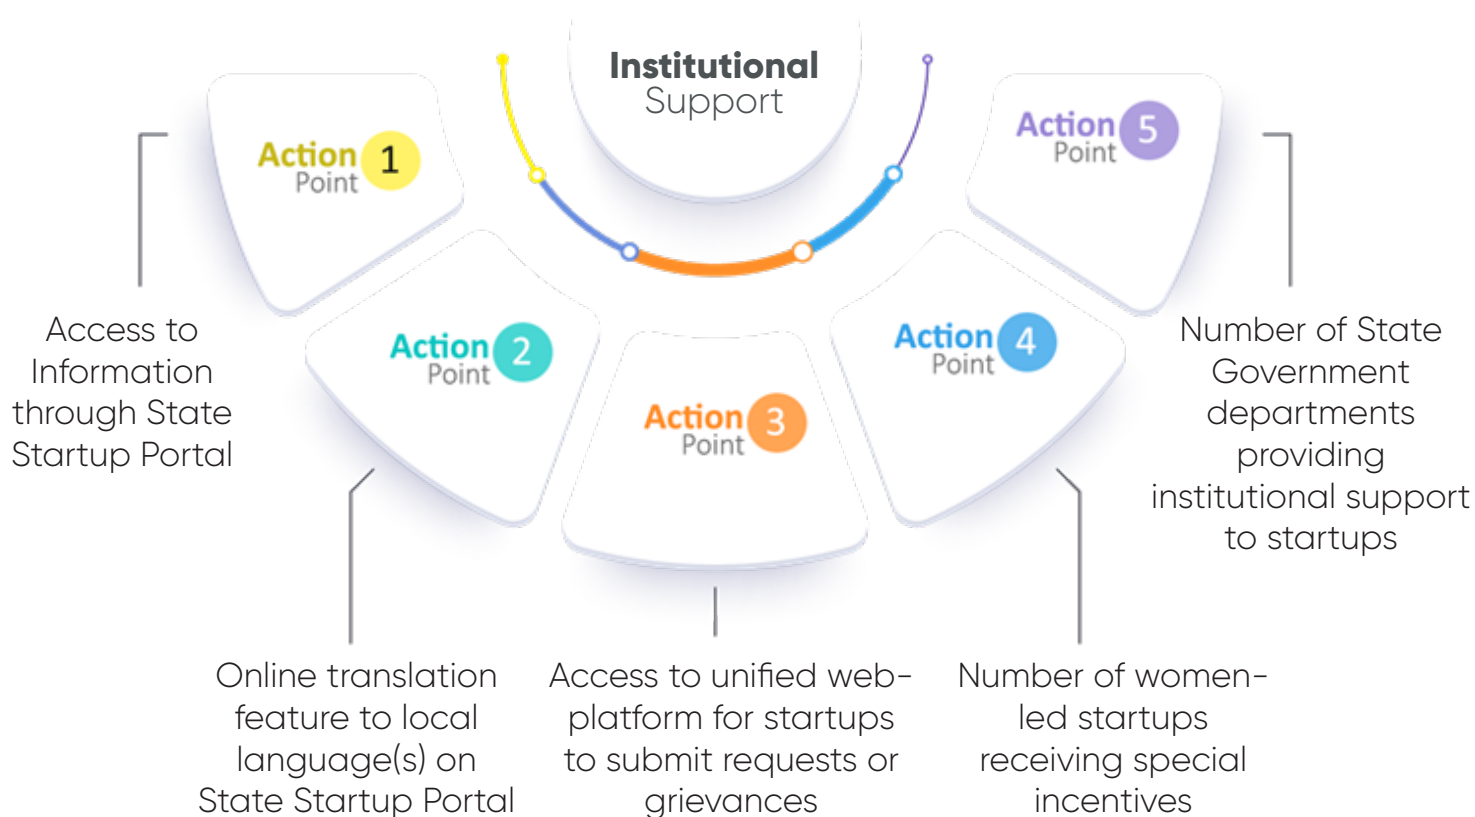 Institutional
Support
Action 1
Point
Access to
Information
through State
Startup Portal
Action 2
Point
Online translation
feature to local
language(s) on
State Startup Portal
Action 3
Point
Access to unified web-
platform for startups
to submit requests or
grievances
Action 4
Point
Number of women-
led startups
receiving special
incentives
Action 5
Point
Number of State
Government
departments
providing
institutional support
to startups